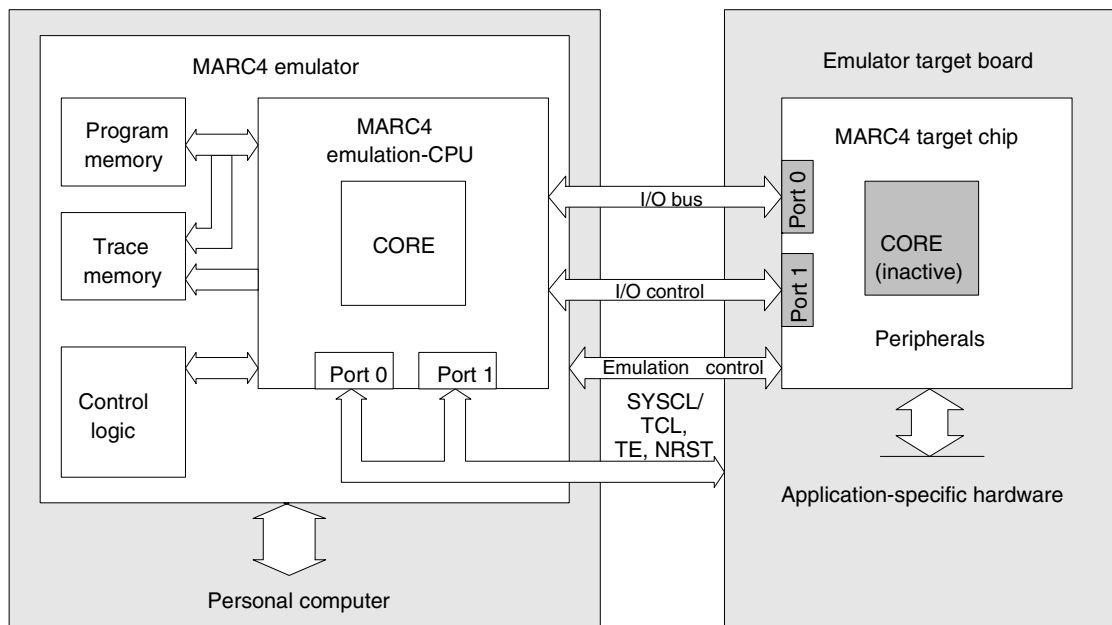 MARC4 emulator
Program
memory
Trace
memory
Control
logic
MARC4
emulation-CPU
CORE
Port 0
Port 1
I/O bus
I/O control
Emulation control
SYSCL/
TCL,
TE, NRST
Personal computer
Emulator target board
MARC4 target chip
Port 0
Port 1
CORE
(inactive)
Peripherals
Application-specific hardware